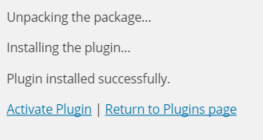 Unpacking the package...
Installing the plugin...
Plugin installed successfully.
Activate Plugin | Return to Plugins page